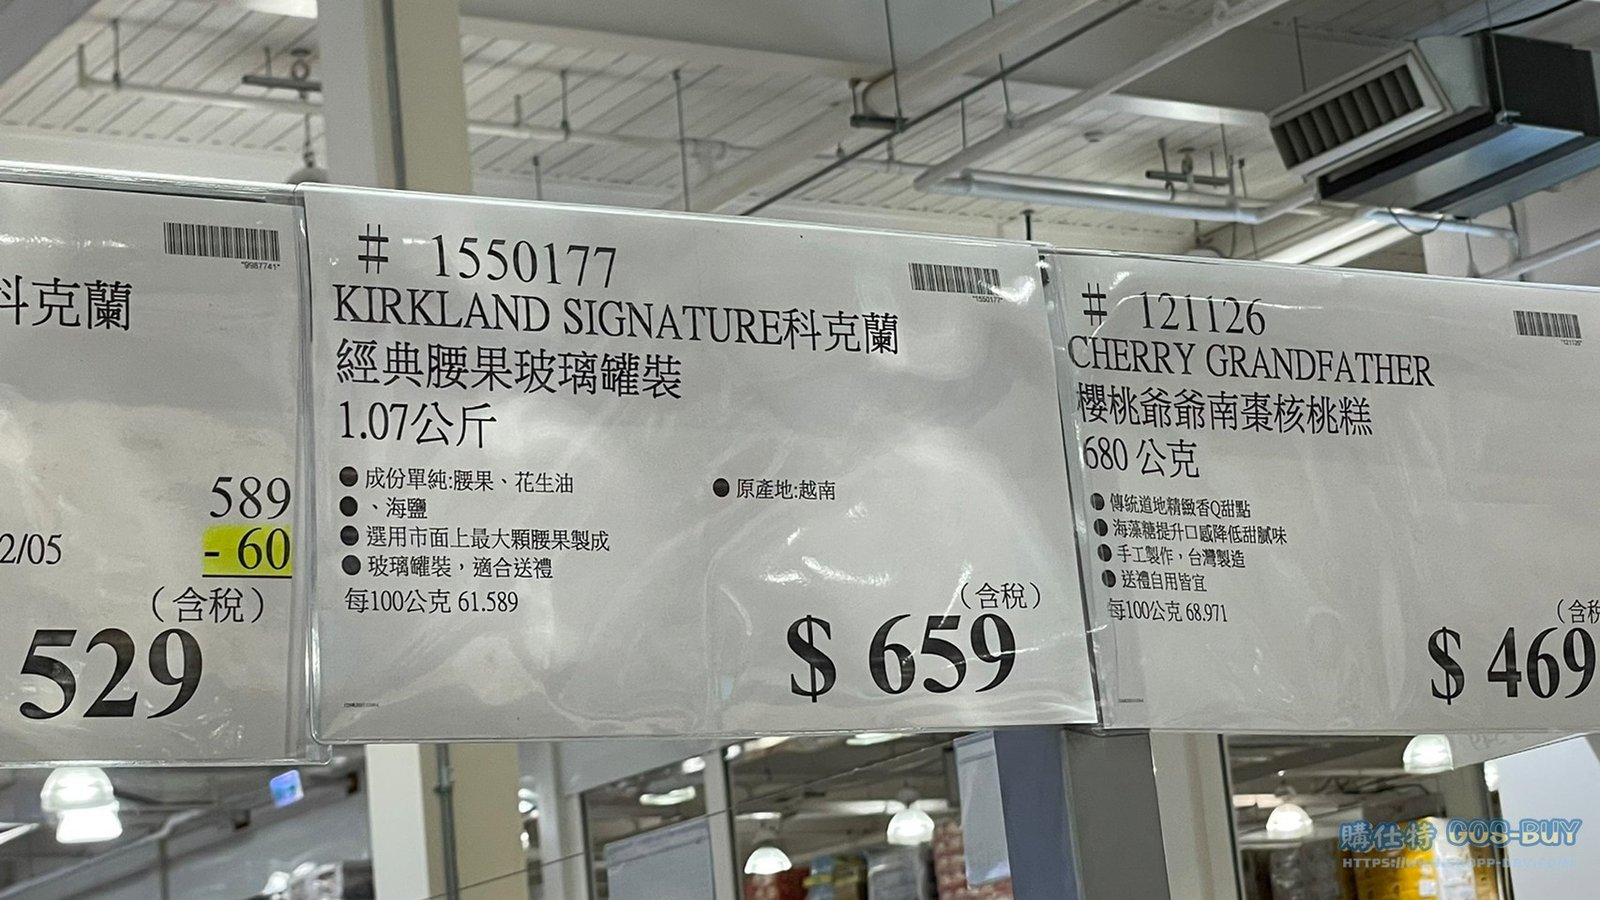 "9987741"
科克蘭
589
2/05
- 60
(含稅)
529
# 1550177
"1550177"
KIRKLAND SIGNATURE科克蘭
經典腰果玻璃罐裝
1.07公斤
● 成份單純:腰果、花生油
● 、海鹽
● 選用市面上最大顆腰果製成
● 玻璃罐裝，適合送禮
● 原產地:越南
每100公克 61.589
(含稅)
$ 659
# 121126
"121126"
CHERRY GRANDFATHER
櫻桃爺爺南棗核桃糕
680 公克
● 傳統道地精緻香Q甜點
● 海藻糖提升口感降低甜膩味
● 手工製作，台灣製造
● 送禮自用皆宜
每100公克 68.971
(含稅
$ 469
購仕特 GOS-BUY